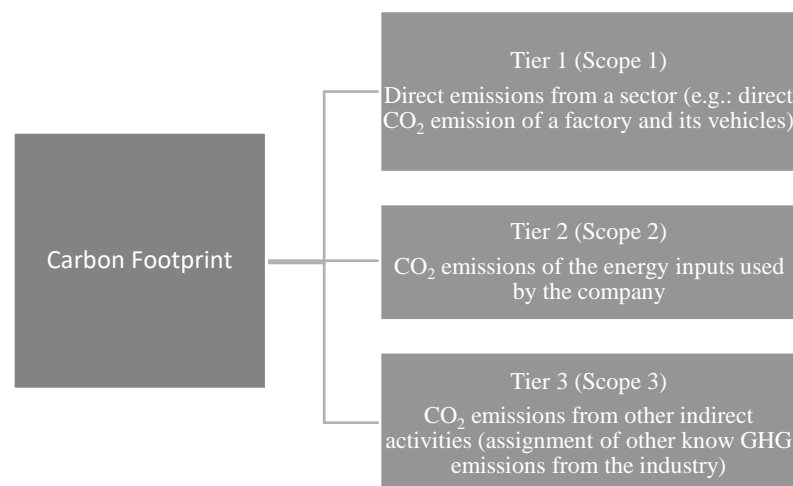 Carbon Footprint
Tier 1 (Scope 1)
Direct emissions from a sector (e.g.: direct
CO₂ emission of a factory and its vehicles)
Tier 2 (Scope 2)
CO₂ emissions of the energy inputs used
by the company
Tier 3 (Scope 3)
CO₂ emissions from other indirect
activities (assignment of other know GHG
emissions from the industry)